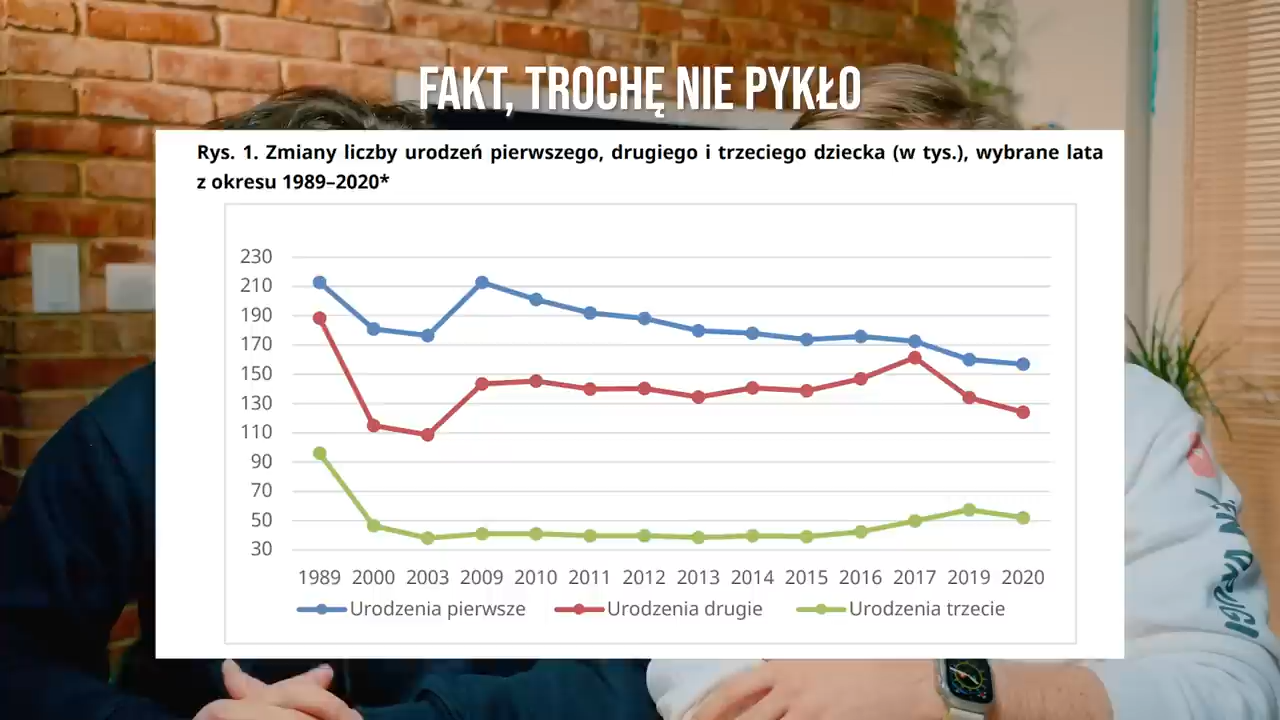 FAKT, TROCHĘ NIE PYKŁO
Rys. 1. Zmiany liczby urodzeń pierwszego, drugiego i trzeciego dziecka (w tys.), wybrane lata
z okresu 1989–2020*
230
210
190
170
150
130
110
90
70
50
30
1989 2000 2003 2009 2010 2011 2012 2013 2014 2015 2016 2017 2019 2020
Urodzenia pierwsze Urodzenia drugie Urodzenia trzecie